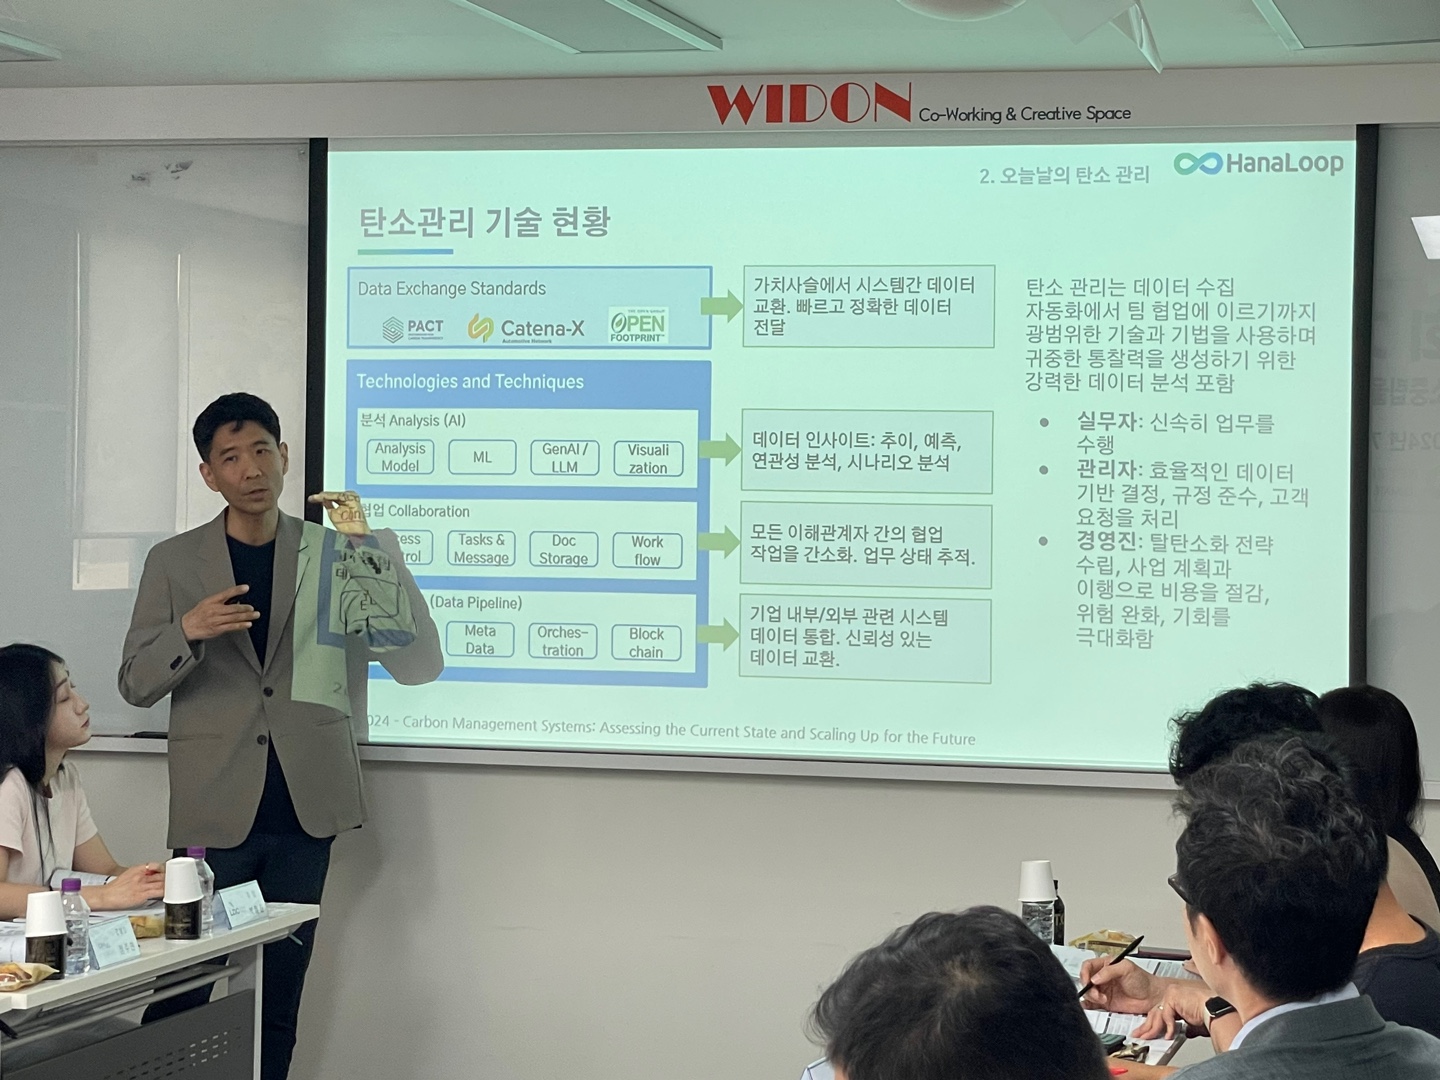 WIDON Co-Working & Creative Space
2. 오늘날의 탄소 관리
HanaLoop
탄소관리 기술 현황
Data Exchange Standards
PACT
Catena-X
Automotive Network
THE OPEN GROUP
OPEN
FOOTPRINT
가치사슬에서 시스템간 데이터
교환. 빠르고 정확한 데이터
전달
Technologies and Techniques
분석 Analysis (AI)
Analysis
Model
ML
GenAI /
LLM
Visuali
zation
데이터 인사이트: 추이, 예측,
연관성 분석, 시나리오 분석
협업 Collaboration
Tasks &
Message
Doc
Storage
Work
flow
모든 이해관계자 간의 협업
작업을 간소화. 업무 상태 추적.
(Data Pipeline)
Meta
Data
Orches-
tration
Block
chain
기업 내부/외부 관련 시스템
데이터 통합. 신뢰성 있는
데이터 교환.
탄소 관리는 데이터 수집
자동화에서 팀 협업에 이르기까지
광범위한 기술과 기법을 사용하며
귀중한 통찰력을 생성하기 위한
강력한 데이터 분석 포함
• 실무자: 신속히 업무를
수행
• 관리자: 효율적인 데이터
기반 결정, 규정 준수, 고객
요청을 처리
• 경영진: 탈탄소화 전략
수립, 사업 계획과
이행으로 비용을 절감,
위험 완화, 기회를
극대화함
024 - Carbon Management Systems: Assessing the Current State and Scaling Up for the Future